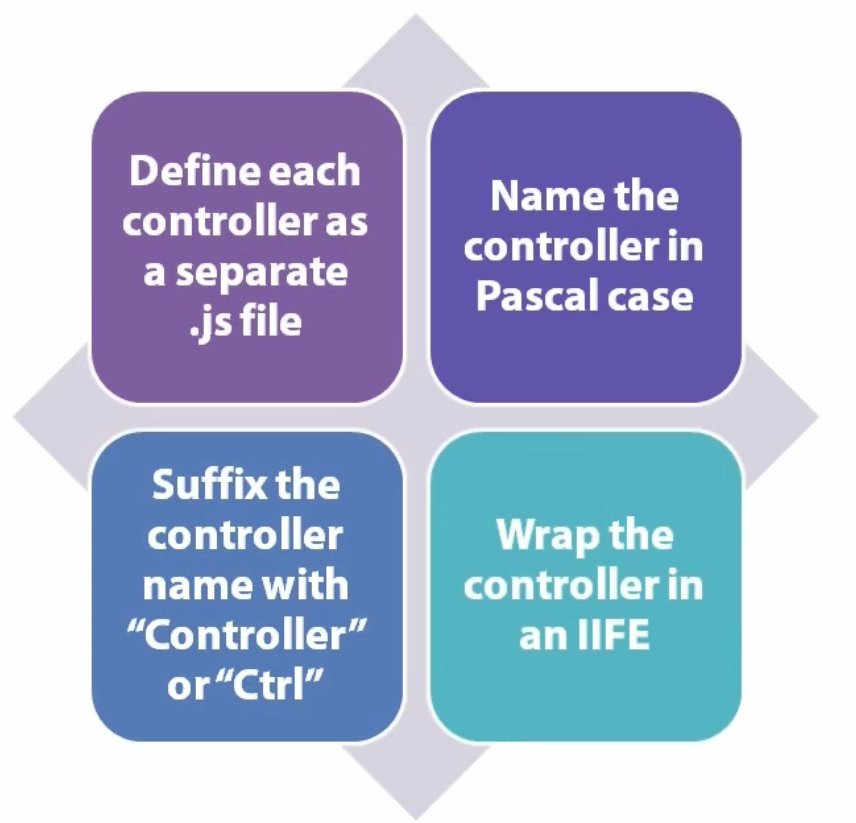 Define each
controller as
a separate
.js file
Name the
controller in
Pascal case
Suffix the
controller
name with
“Controller”
or “Ctrl”
Wrap the
controller in
an IIFE